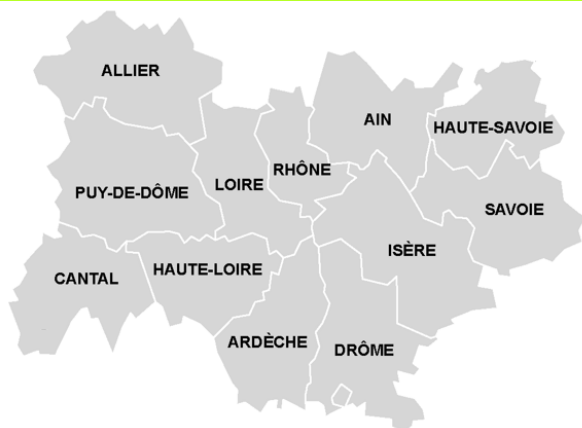 ALLIER
AIN
HAUTE-SAVOIE
RHÔNE
LOIRE
PUY-DE-DÔME
SAVOIE
ISÈRE
HAUTE-LOIRE
CANTAL
ARDÈCHE
DRÔME